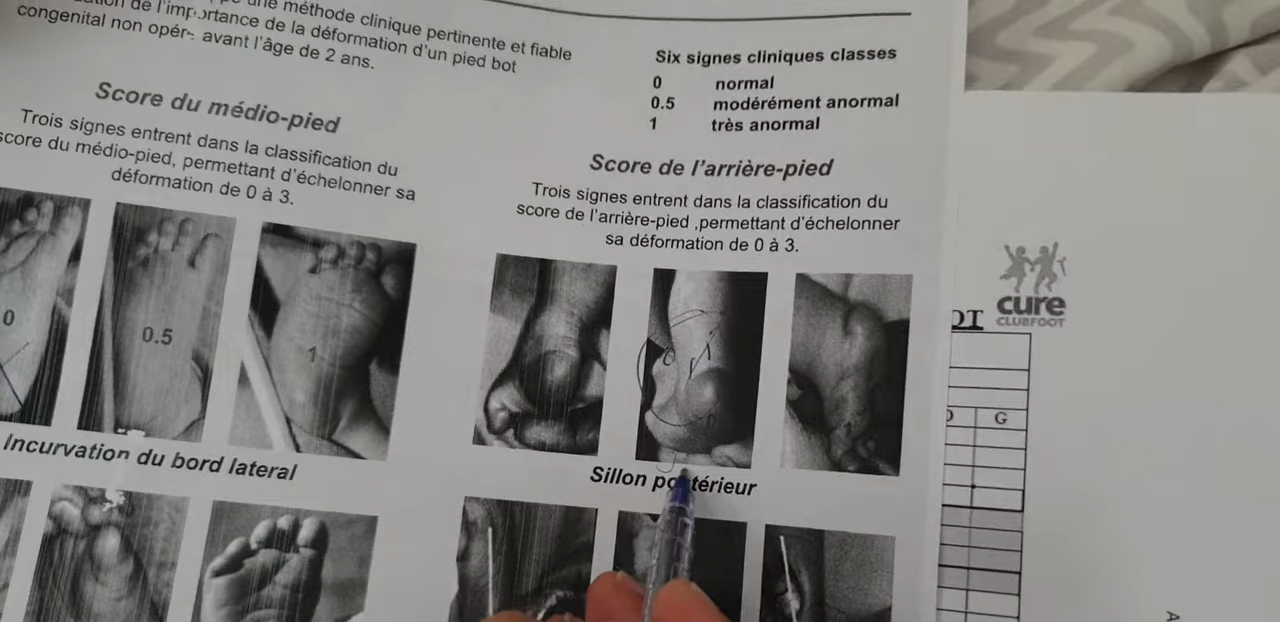 une méthode clinique pertinente et fiable
de l'importance de la déformation d'un pied bot
congenital non opér- avant l'âge de 2 ans.
Score du médio-pied
Trois signes entrent dans la classification du
score du médio-pied, permettant d'échelonner sa
déformation de 0 à 3.
0
0.5
1
Incurvation du bord lateral
Six signes cliniques classes
0 normal
0.5 modérément anormal
1 très anormal
Score de l'arrière-pied
Trois signes entrent dans la classification du
score de l'arrière-pied ,permettant d'échelonner
sa déformation de 0 à 3.
Sillon postérieur
cure
CLUBFOOT
OT
G
A